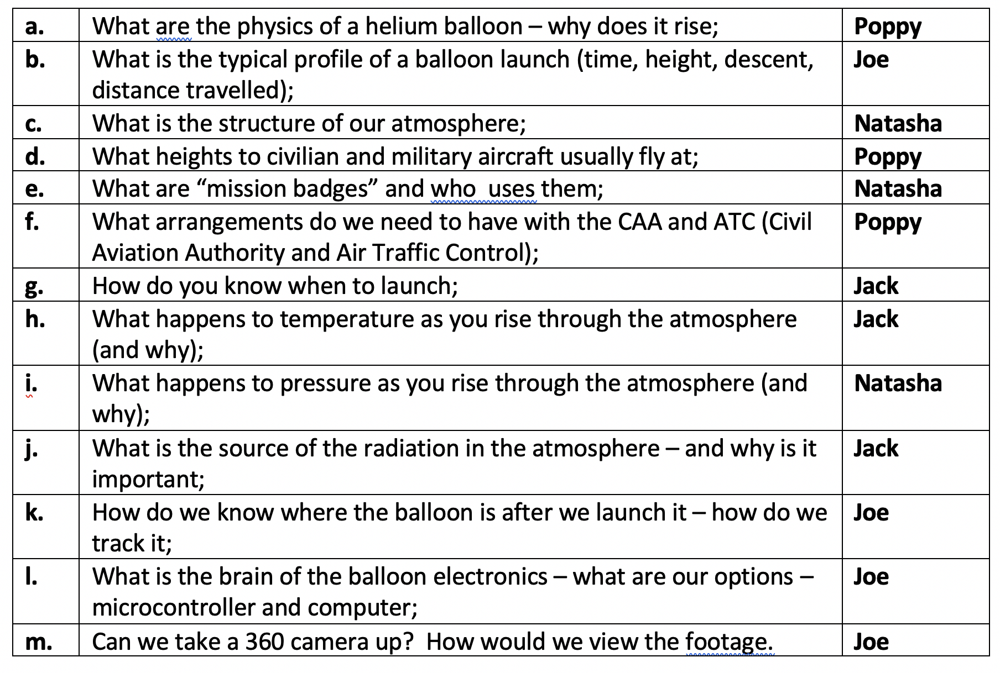 a. What are the physics of a helium balloon – why does it rise; Poppy
b. What is the typical profile of a balloon launch (time, height, descent, Joe
distance travelled);
c. What is the structure of our atmosphere; Natasha
d. What heights to civilian and military aircraft usually fly at; Poppy
e. What are “mission badges” and who  uses them; Natasha
f. What arrangements do we need to have with the CAA and ATC (Civil Poppy
Aviation Authority and Air Traffic Control);
g. How do you know when to launch; Jack
h. What happens to temperature as you rise through the atmosphere Jack
(and why);
i. What happens to pressure as you rise through the atmosphere (and Natasha
why);
j. What is the source of the radiation in the atmosphere – and why is it Jack
important;
k. How do we know where the balloon is after we launch it – how do we Joe
track it;
l. What is the brain of the balloon electronics – what are our options – Joe
microcontroller and computer;
m. Can we take a 360 camera up?  How would we view the footage. Joe